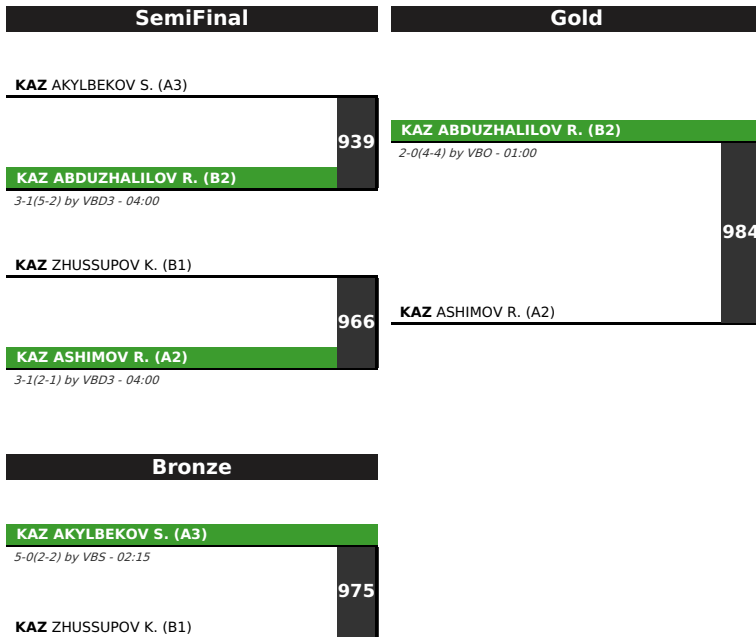 SemiFinal
KAZ AKYLBEKOV S. (A3)
939
KAZ ABDUZHALILOV R. (B2)
3-1(5-2) by VBD3 - 04:00
KAZ ZHUSSUPOV K. (B1)
966
KAZ ASHIMOV R. (A2)
3-1(2-1) by VBD3 - 04:00
Gold
KAZ ABDUZHALILOV R. (B2)
2-0(4-4) by VBO - 01:00
984
KAZ ASHIMOV R. (A2)
Bronze
KAZ AKYLBEKOV S. (A3)
5-0(2-2) by VBS - 02:15
975
KAZ ZHUSSUPOV K. (B1)